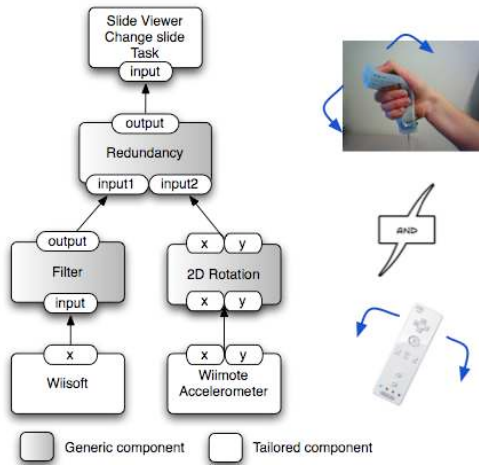 Slide Viewer
Change slide
Task
input
output
Redundancy
input1 input2
output
Filter
input
x y
2D Rotation
x y
x
Wiisoft
x y
Wiimote
Accelerometer
AND
Generic component
Tailored component